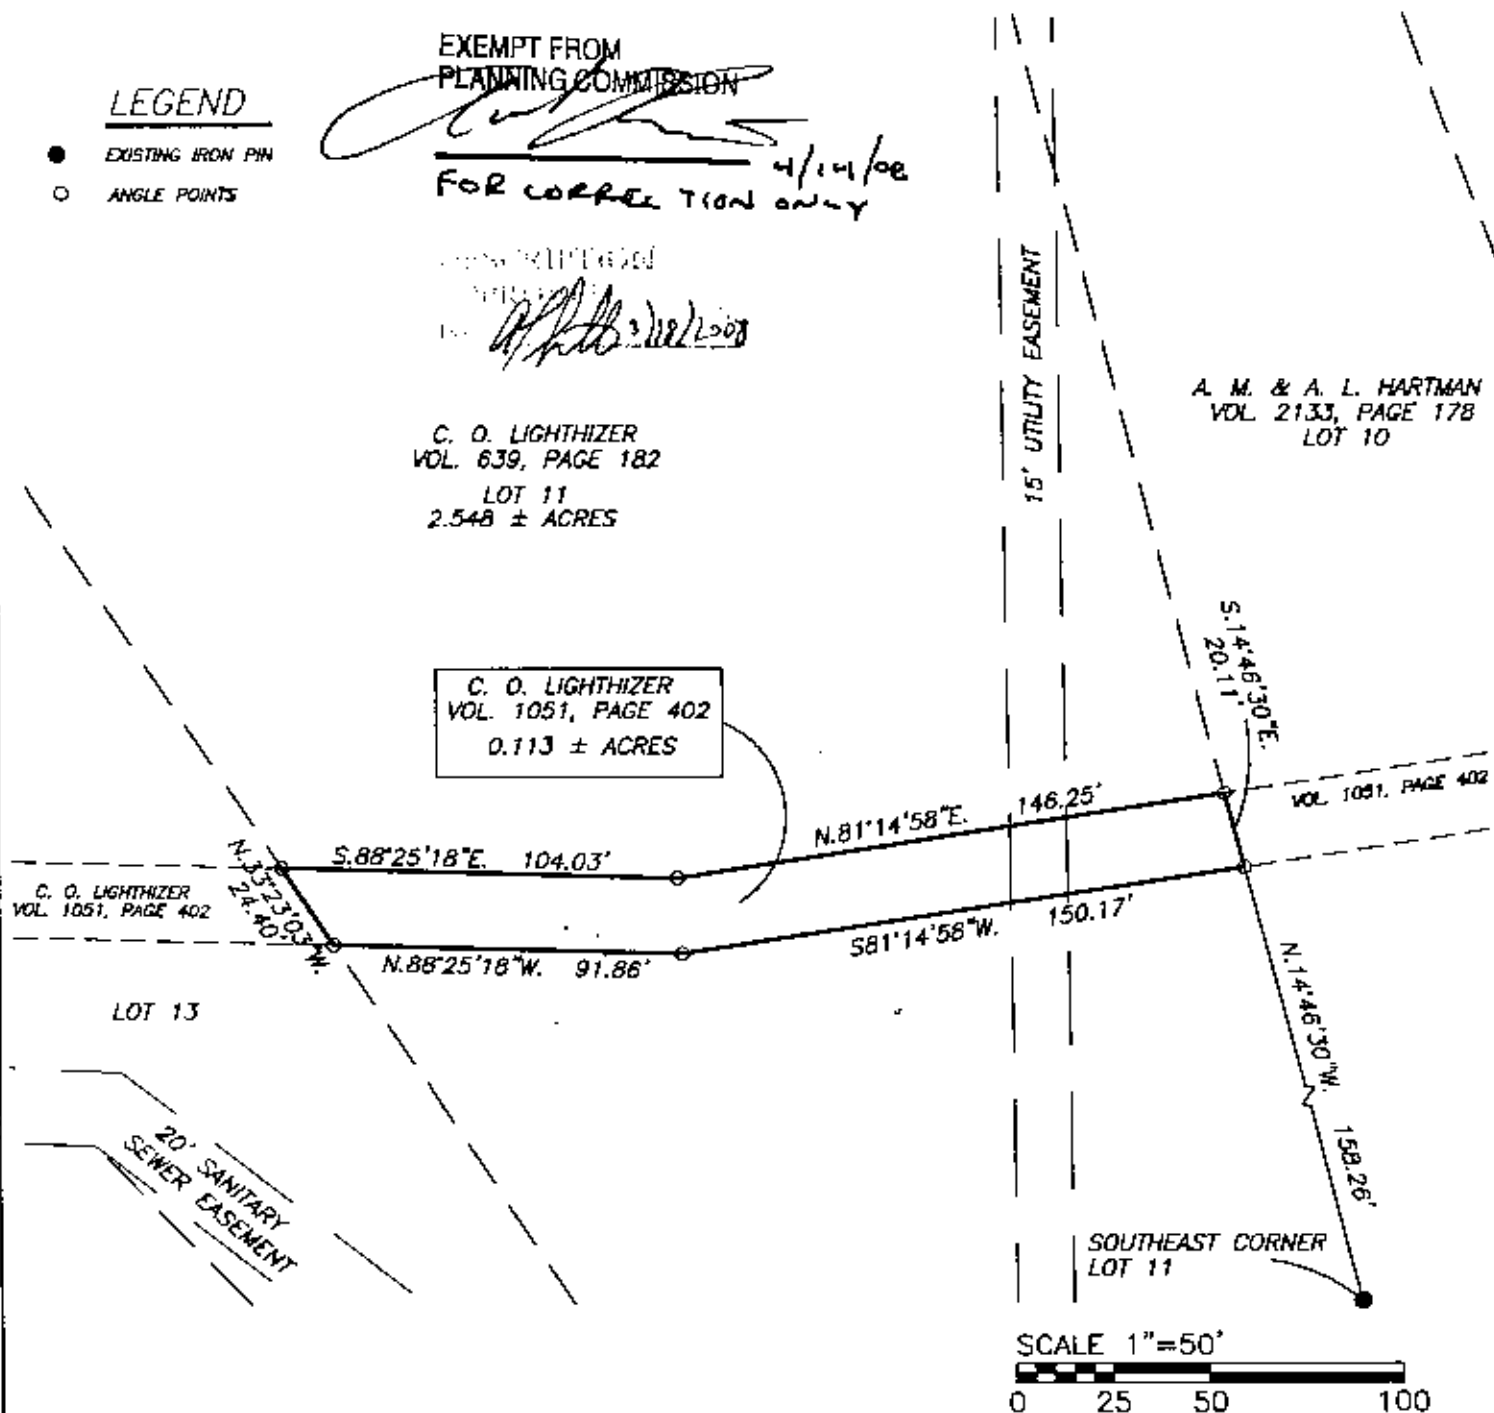 EXEMPT FROM
PLANNING COMMISSION
4/14/08
FOR CORRECTION ONLY
LEGEND
EXISTING IRON PIN
ANGLE POINTS
3/18/2008
C. O. LIGHTHIZER
VOL. 639, PAGE 182
LOT 11
2.548 ± ACRES
15' UTILITY EASEMENT
A. M. & A. L. HARTMAN
VOL. 2133, PAGE 178
LOT 10
C. O. LIGHTHIZER
VOL. 1051, PAGE 402
0.113 ± ACRES
S.14°46'30"E.
20.11'
VOL. 1051, PAGE 402
N.81°14'58"E. 146.25'
S.88°25'18"E. 104.03'
N.33°23'03"W.
24.40'
C. O. LIGHTHIZER
VOL. 1051, PAGE 402
N.88°25'18"W. 91.86'
S81°14'58"W. 150.17'
N.14°46'30"W. 158.26'
LOT 13
20' SANITARY
SEWER EASEMENT
SOUTHEAST CORNER
LOT 11
SCALE 1"=50'
0 25 50 100